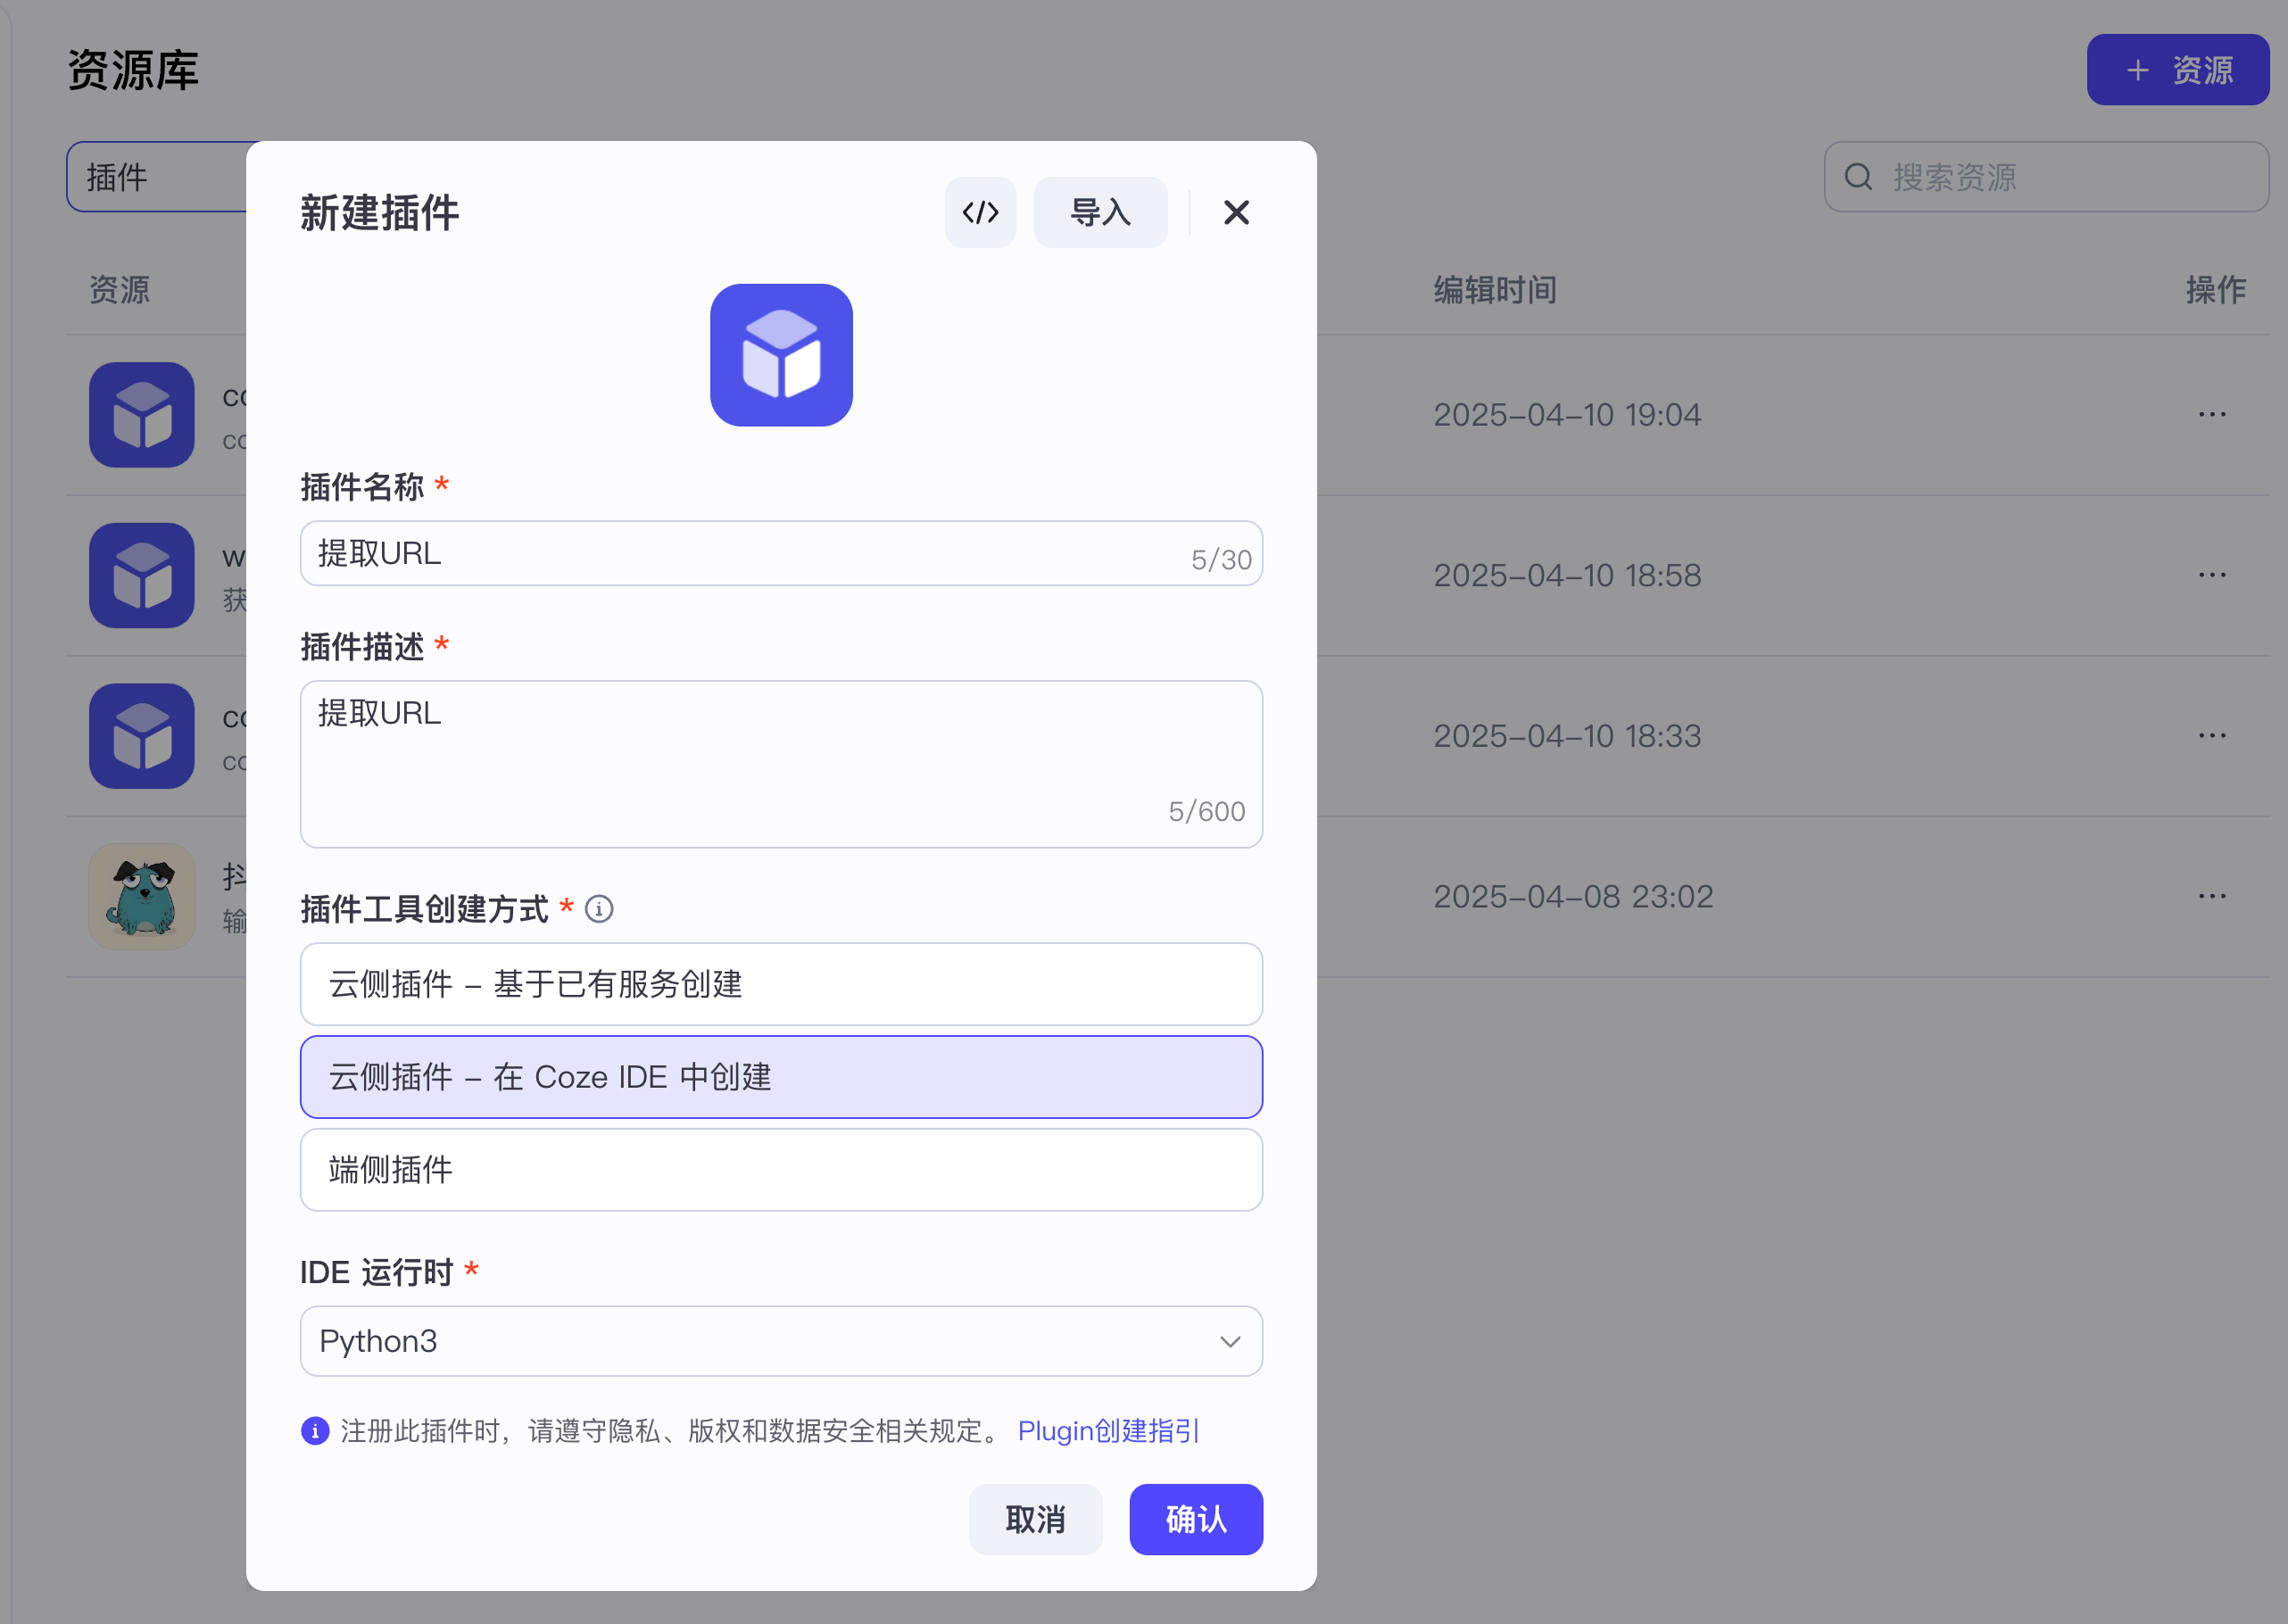 资源库
+ 资源
插件
搜索资源
新建插件
</> 导入
资源
编辑时间
操作
插件名称 *
提取URL
5/30
插件描述 *
提取URL
5/600
插件工具创建方式 *
云侧插件 – 基于已有服务创建
云侧插件 – 在 Coze IDE 中创建
端侧插件
IDE 运行时 *
Python3
注册此插件时，请遵守隐私、版权和数据安全相关规定。 Plugin创建指引
取消
确认
2025–04–10 19:04
获
2025–04–10 18:58
2025–04–10 18:33
抖
输
2025–04–08 23:02